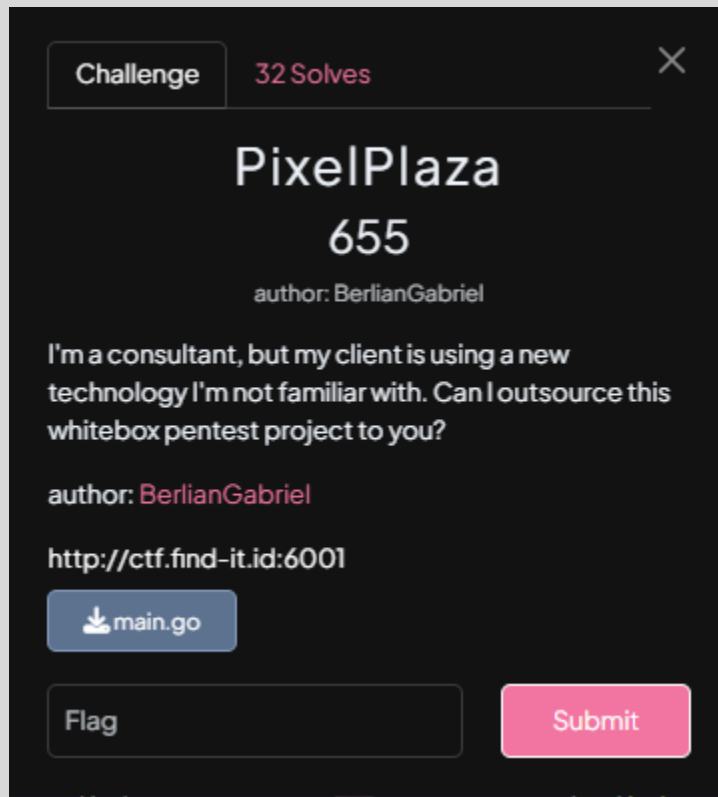 Challenge
32 Solves
PixelPlaza
655
author: BerlianGabriel
I'm a consultant, but my client is using a new
technology I'm not familiar with. Can I outsource this
whitebox pentest project to you?
author: BerlianGabriel
http://ctf.find-it.id:6001
main.go
Flag
Submit